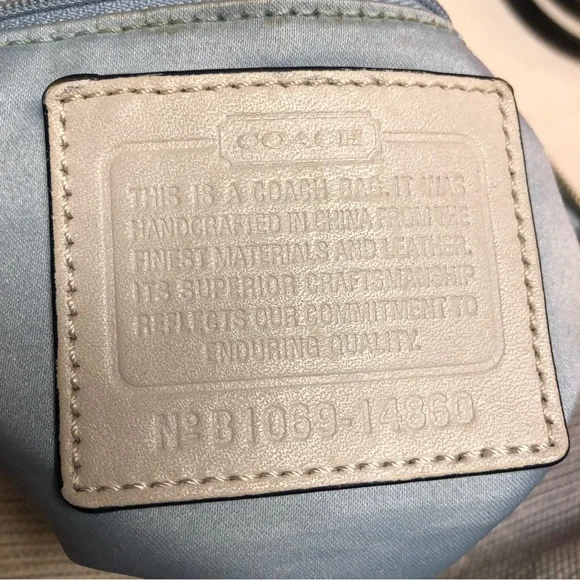 COACH
THIS IS A COACH BAG. IT WAS
HANDCRAFTED IN CHINA FROM THE
FINEST MATERIALS AND LEATHER.
ITS SUPERIOR CRAFTSMANSHIP
REFLECTS OUR COMMITMENT TO
ENDURING QUALITY.
Nº B1069-14860